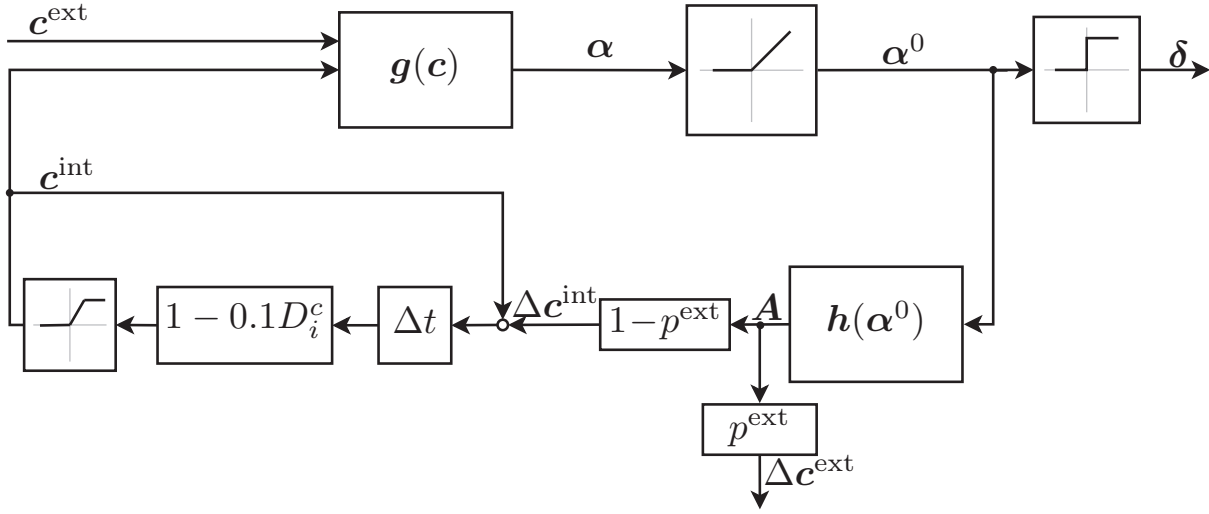 c^ext
g(c)
α
α^0
δ
c^int
1 − 0.1D_i^c
Δt
Δc^int
1−p^ext
A
h(α^0)
p^ext
Δc^ext